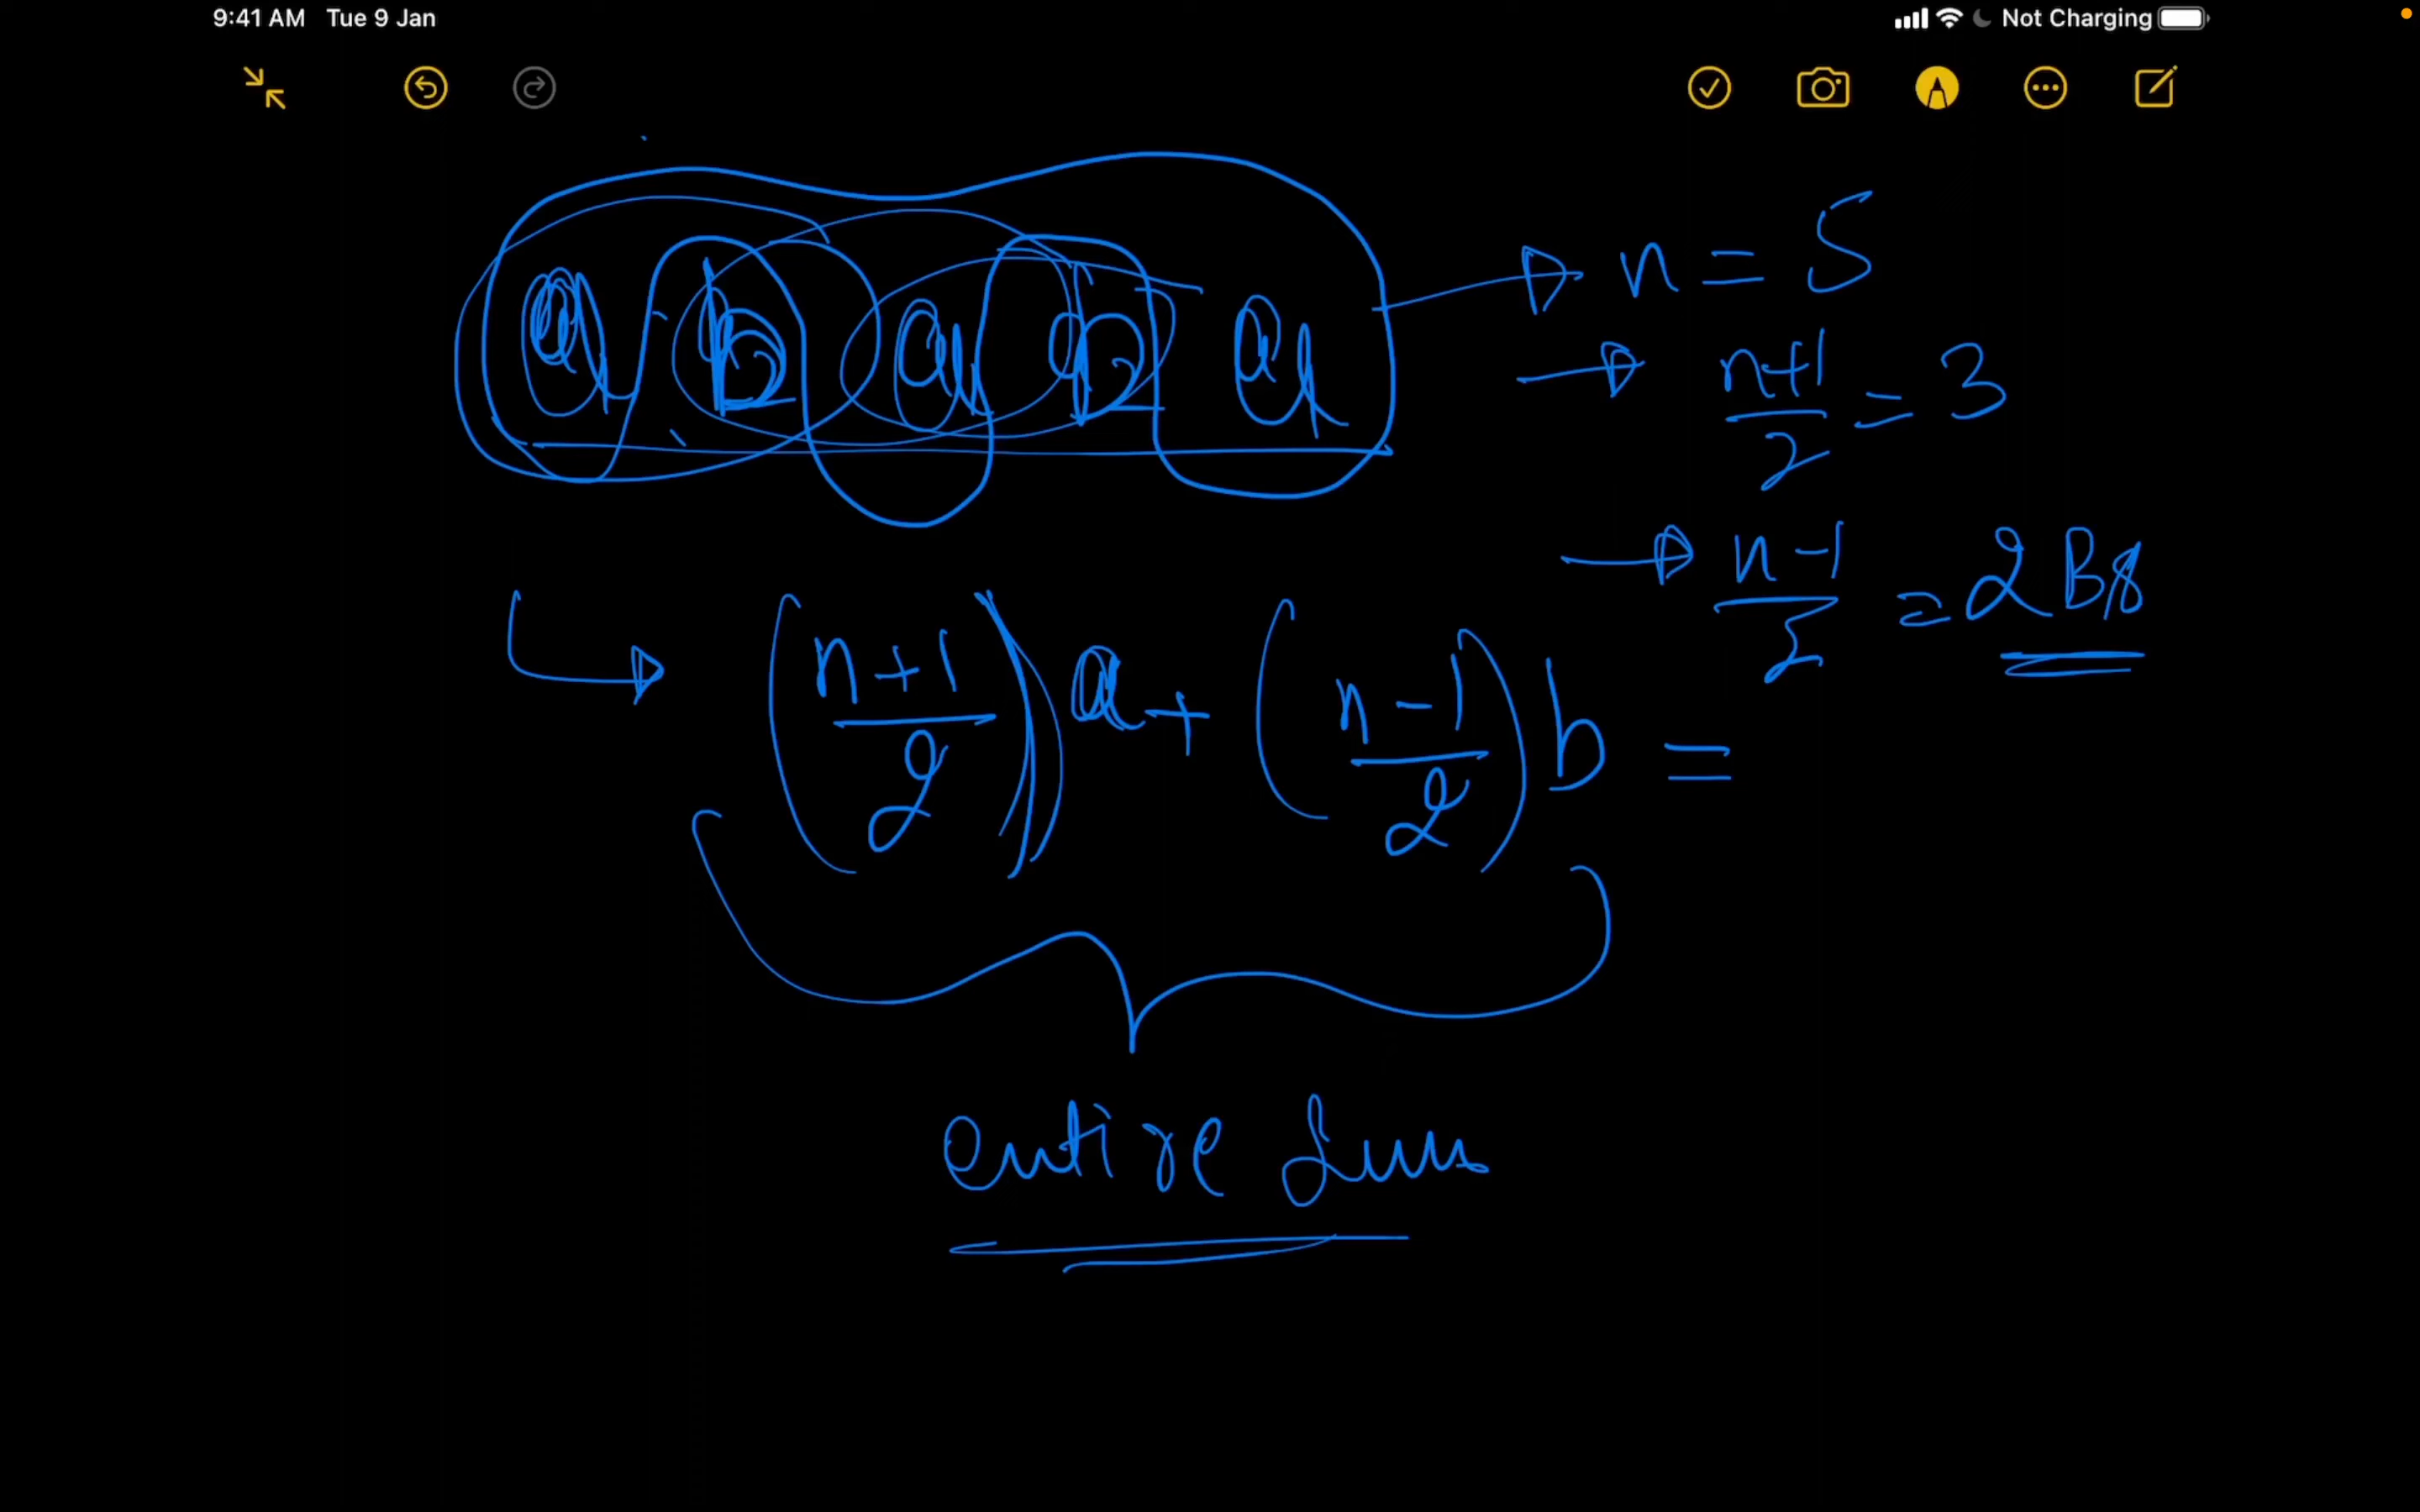 9:41 AM Tue 9 Jan
Not Charging
a b a b a
n = 5
n+1/2 = 3
n-1/2 = 2 Bs
(n+1/2) a + (n-1/2) b =
entire sum